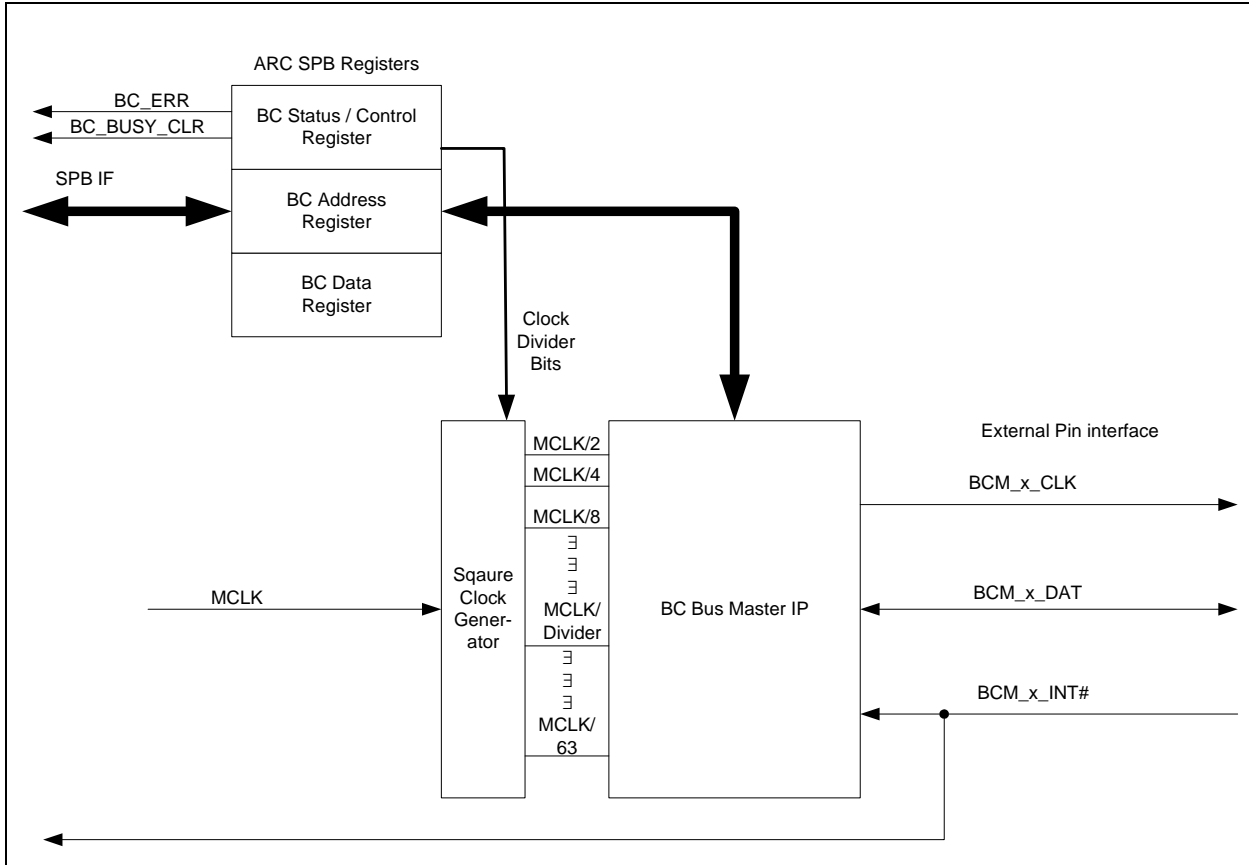 ARC SPB Registers
BC_ERR
BC_BUSY_CLR
SPB IF
BC Status / Control
Register
BC Address
Register
BC Data
Register
Clock
Divider
Bits
MCLK/2
MCLK/4
MCLK/8
∃
∃
∃
MCLK/
Divider
∃
∃
∃
MCLK/
63
MCLK
Sqaure
Clock
Gener-
ator
BC Bus Master IP
External Pin interface
BCM_x_CLK
BCM_x_DAT
BCM_x_INT#